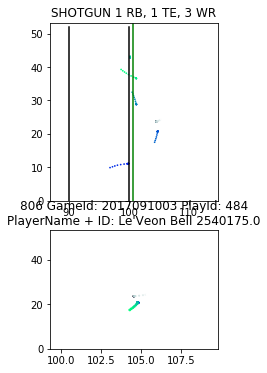 SHOTGUN 1 RB, 1 TE, 3 WR
50
40
30
20
10
0
90 100 110
806 GameId: 2017091003 PlayId: 484
PlayerName + ID: Le'Veon Bell 2540175.0
40
20
0
100.0 102.5 105.0 107.5